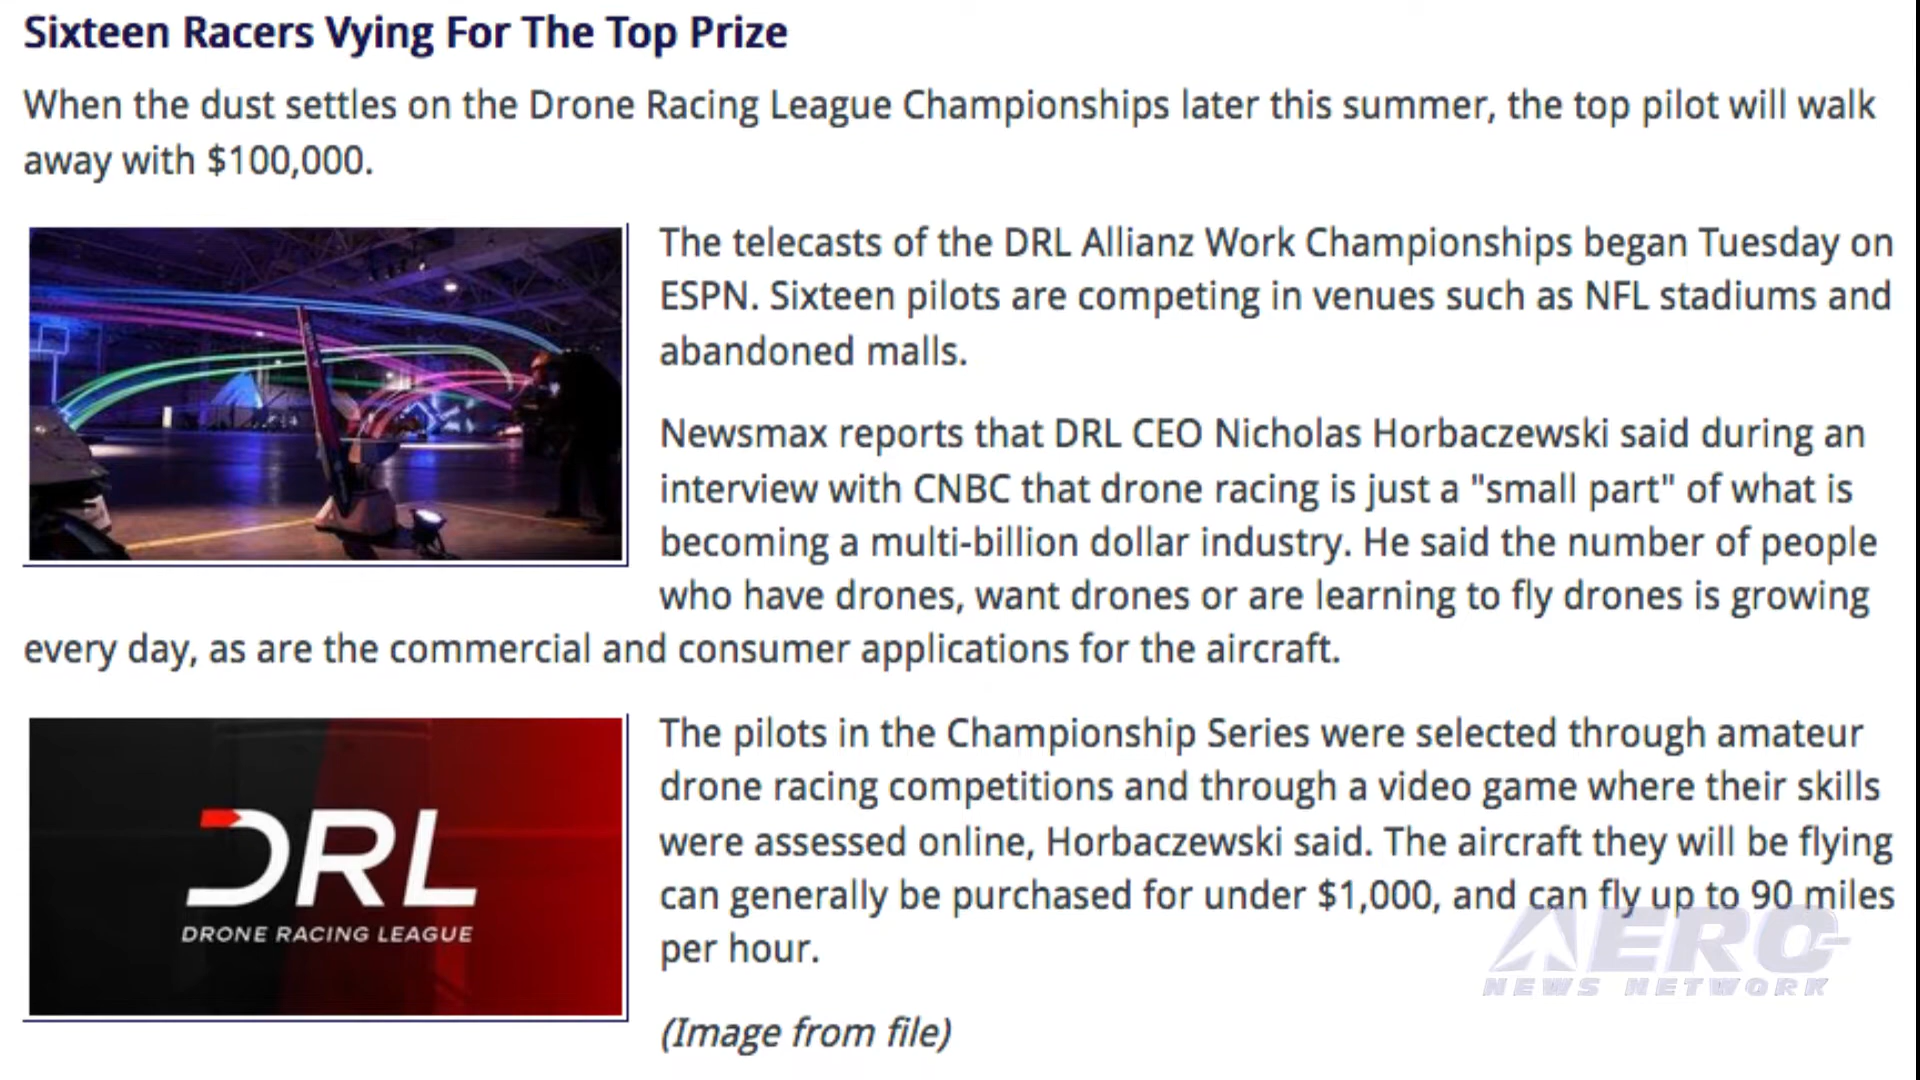 Sixteen Racers Vying For The Top Prize
When the dust settles on the Drone Racing League Championships later this summer, the top pilot will walk
away with $100,000.
The telecasts of the DRL Allianz Work Championships began Tuesday on
ESPN. Sixteen pilots are competing in venues such as NFL stadiums and
abandoned malls.
Newsmax reports that DRL CEO Nicholas Horbaczewski said during an
interview with CNBC that drone racing is just a "small part" of what is
becoming a multi-billion dollar industry. He said the number of people
who have drones, want drones or are learning to fly drones is growing
every day, as are the commercial and consumer applications for the aircraft.
DRL
DRONE RACING LEAGUE
The pilots in the Championship Series were selected through amateur
drone racing competitions and through a video game where their skills
were assessed online, Horbaczewski said. The aircraft they will be flying
can generally be purchased for under $1,000, and can fly up to 90 miles
per hour.
(Image from file)
AERO
NEWS NETWORK